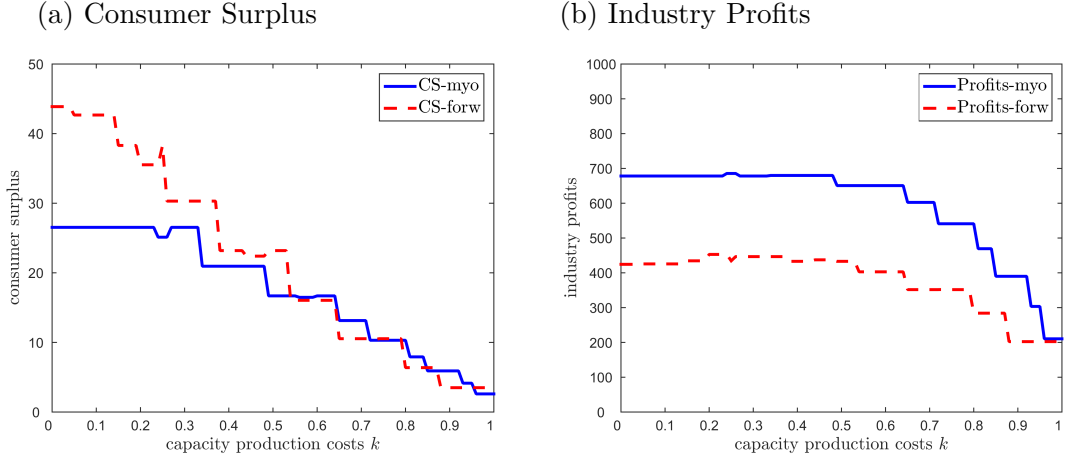 (a) Consumer Surplus
50
40
30
20
10
0
consumer surplus
CS-myo
CS-forw
0 0.1 0.2 0.3 0.4 0.5 0.6 0.7 0.8 0.9 1
capacity production costs k
(b) Industry Profits
1000
900
800
700
600
500
400
300
200
100
0
industry profits
Profits-myo
Profits-forw
0 0.1 0.2 0.3 0.4 0.5 0.6 0.7 0.8 0.9 1
capacity production costs k